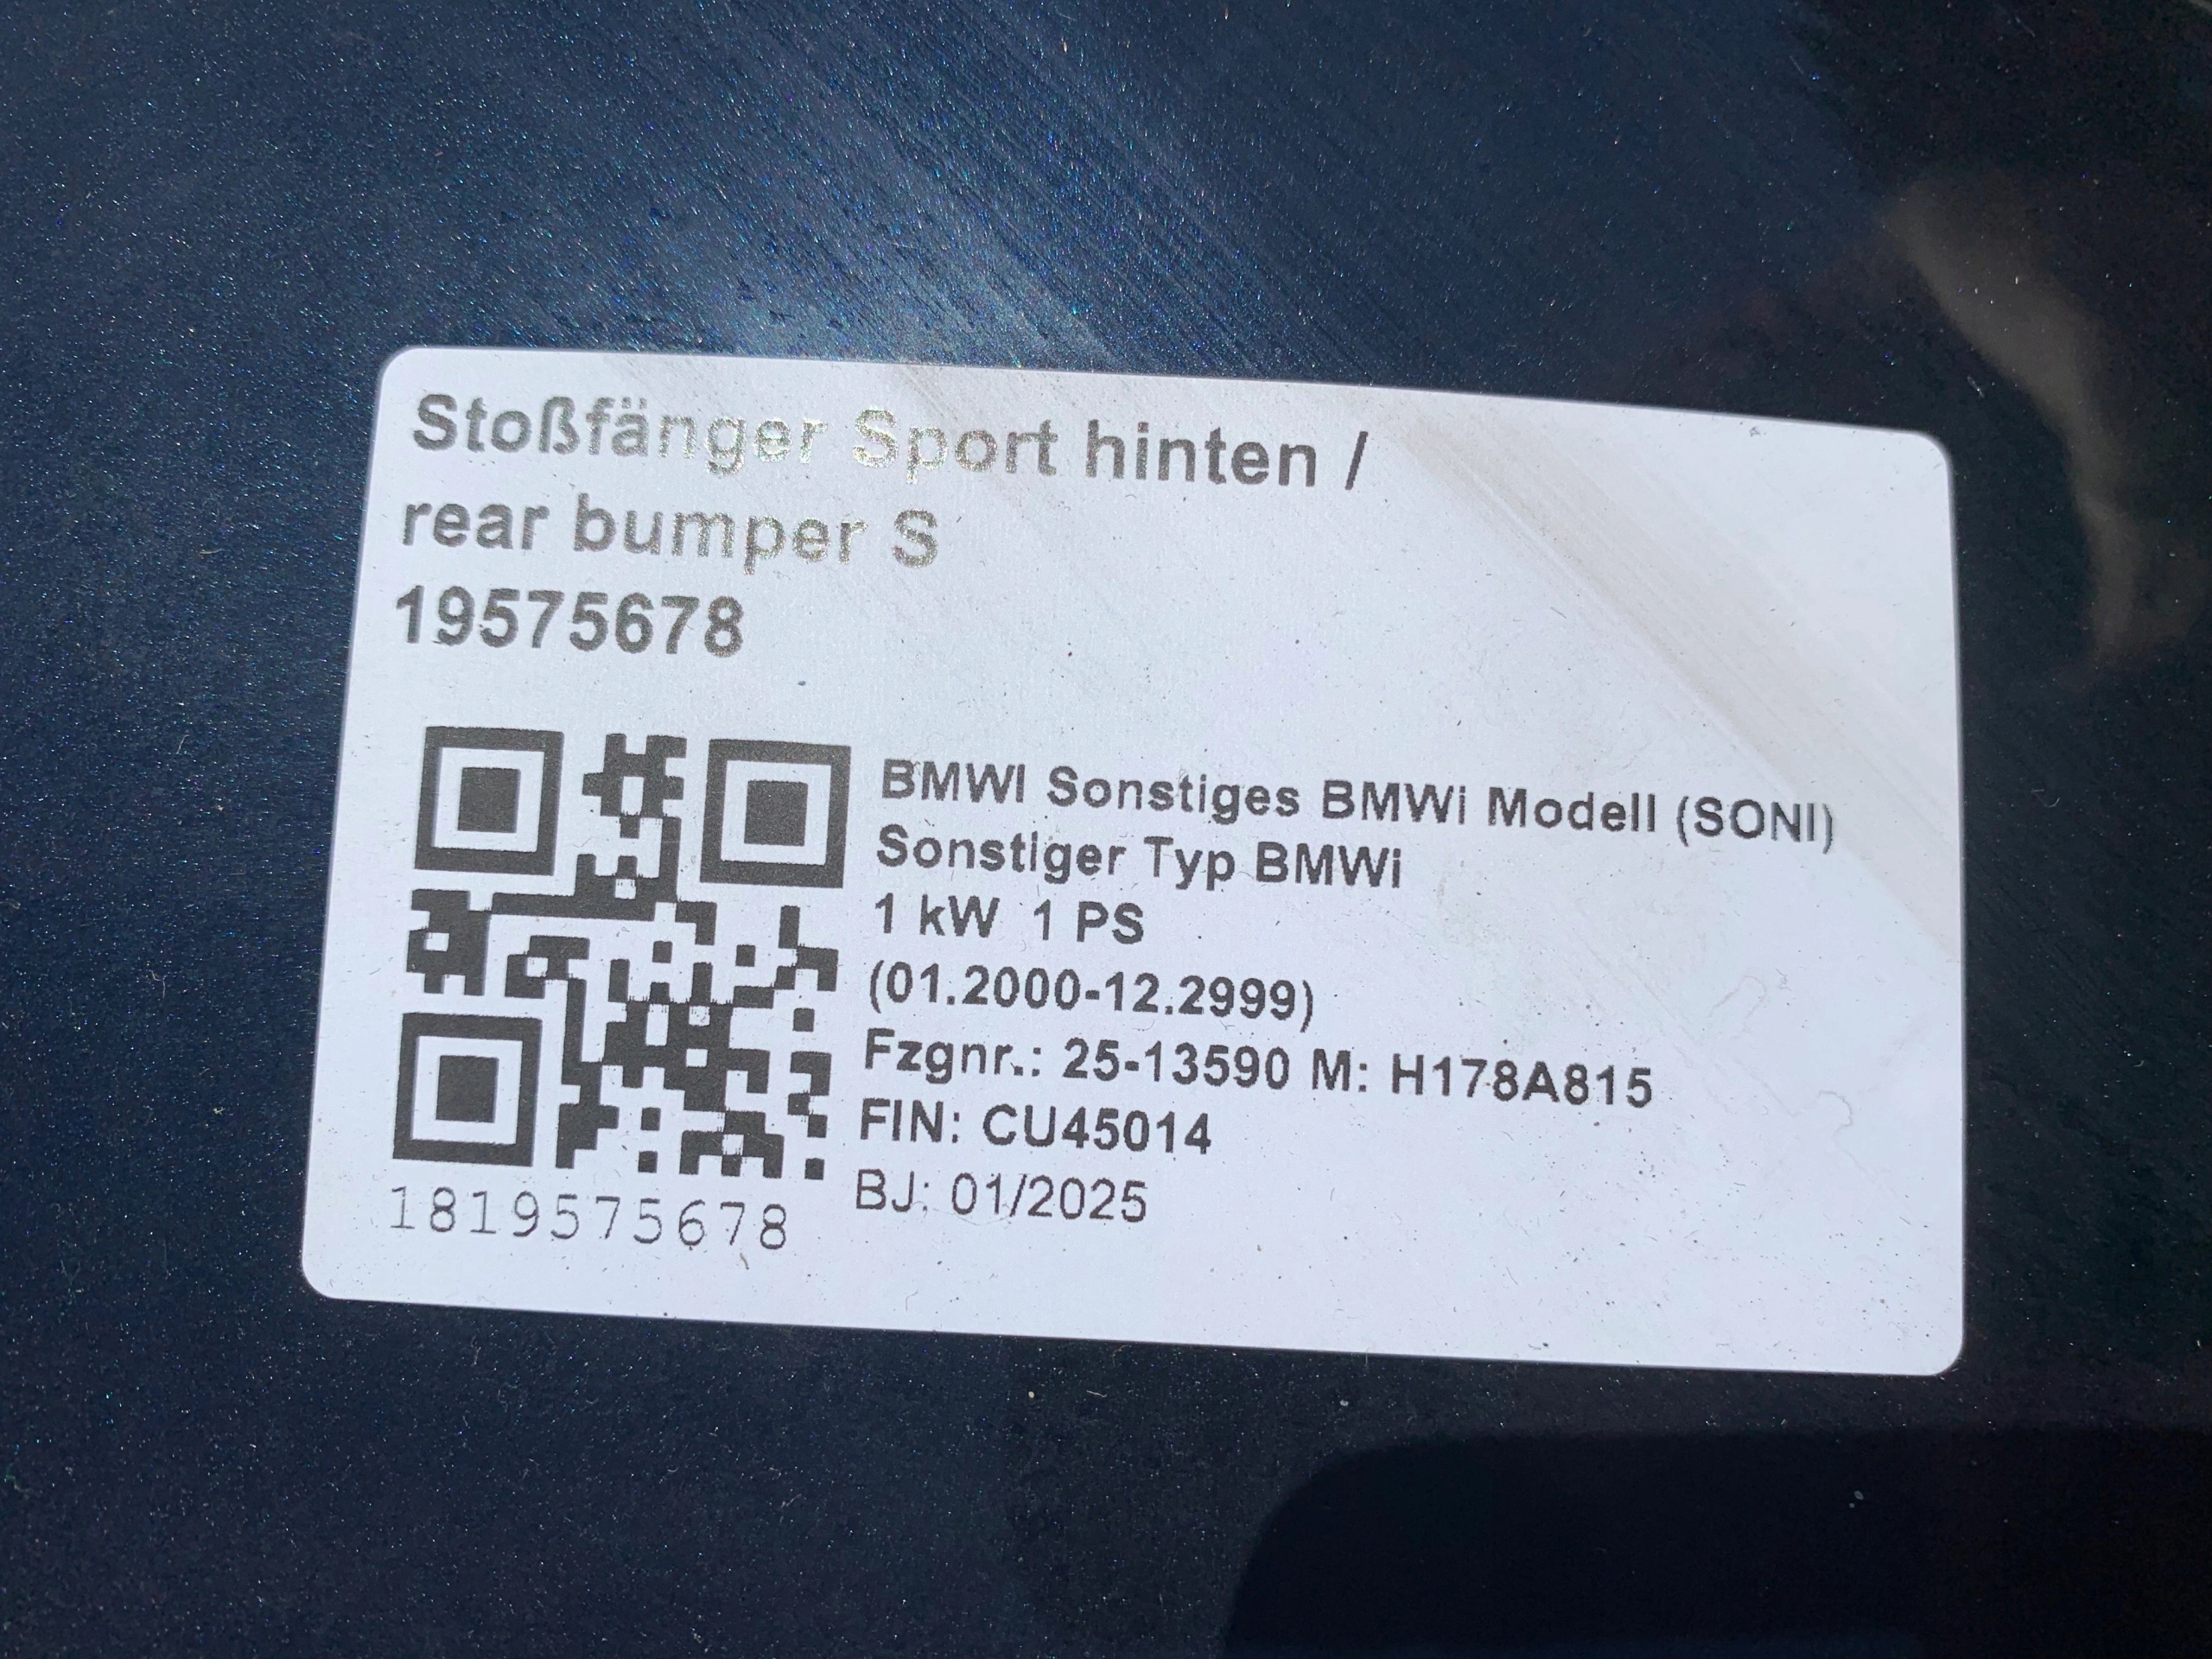 Stoßfänger Sport hinten /
rear bumper S
19575678
BMWI Sonstiges BMWi Modell (SONI)
Sonstiger Typ BMWi
1 kW 1 PS
(01.2000-12.2999)
Fzgnr.: 25-13590 M: H178A815
FIN: CU45014
BJ: 01/2025
1819575678